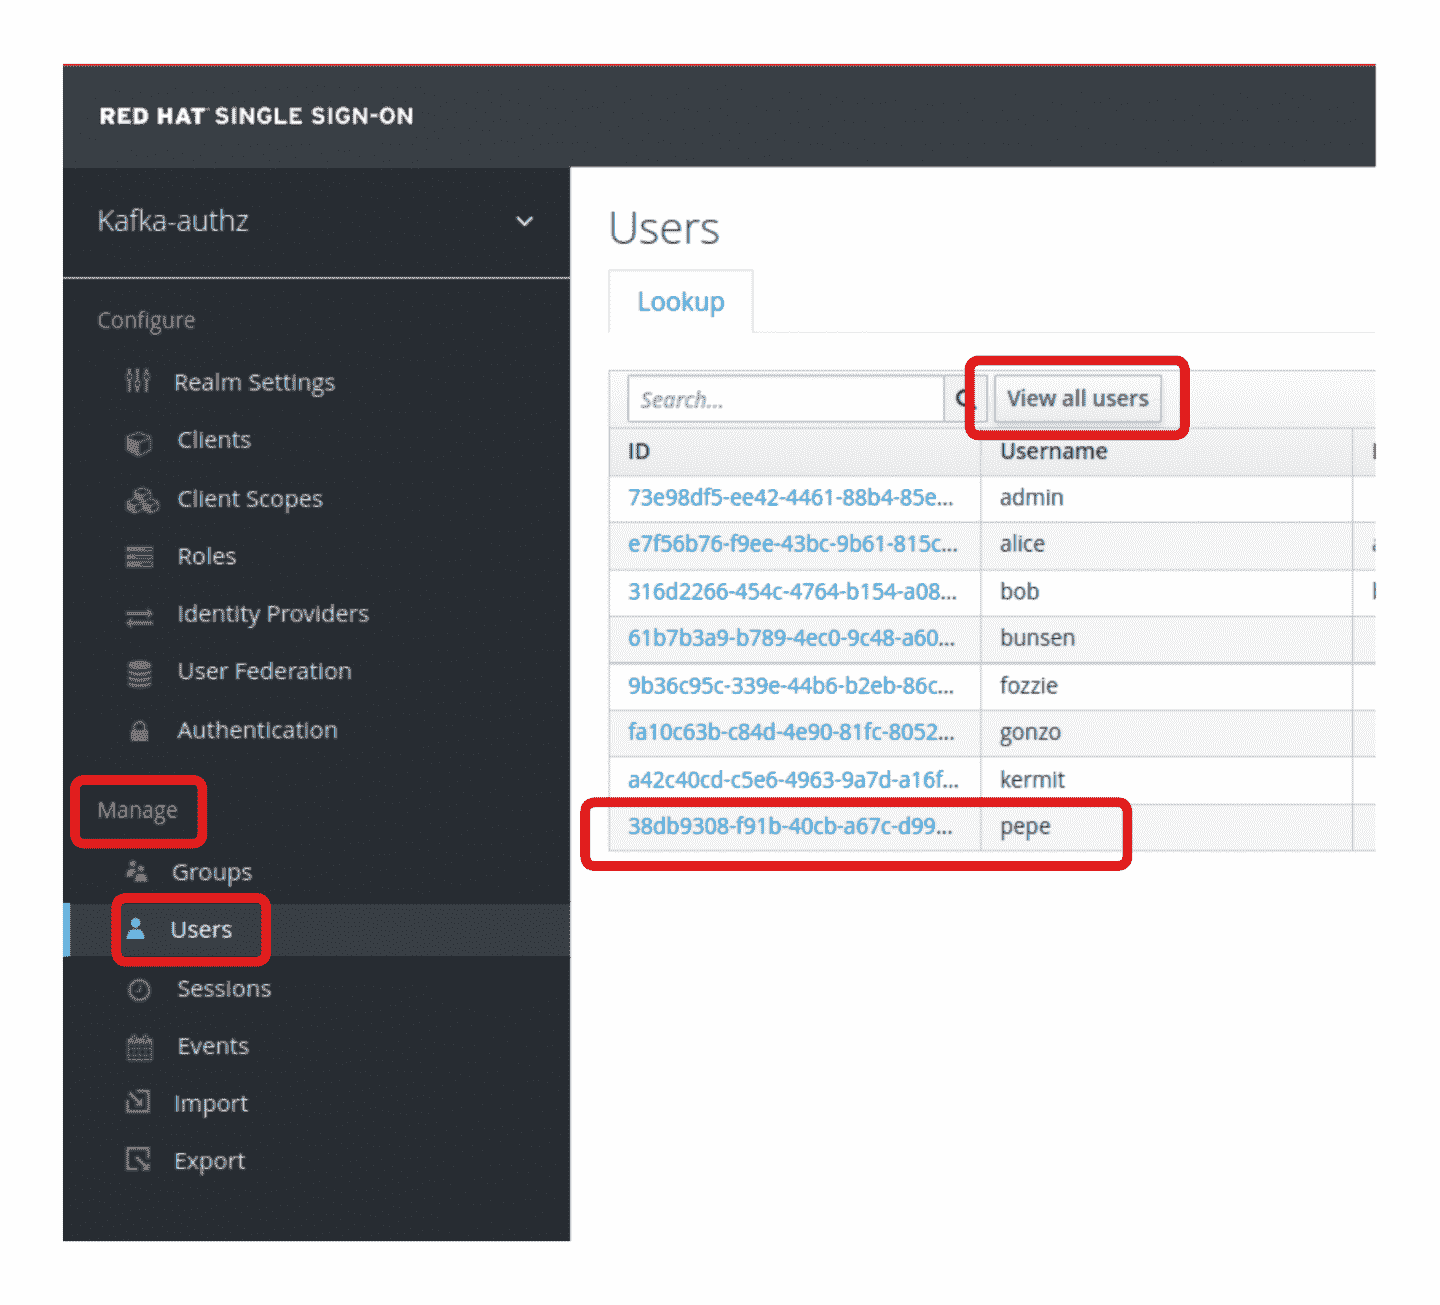 RED HAT SINGLE SIGN-ON
Kafka-authz
Configure
Realm Settings
Clients
Client Scopes
Roles
Identity Providers
User Federation
Authentication
Manage
Groups
Users
Sessions
Events
Import
Export
Users
Lookup
Search...
View all users
ID Username
73e98df5-ee42-4461-88b4-85e... admin
e7f56b76-f9ee-43bc-9b61-815c... alice
316d2266-454c-4764-b154-a08... bob
61b7b3a9-b789-4ec0-9c48-a60... bunsen
9b36c95c-339e-44b6-b2eb-86c... fozzie
fa10c63b-c84d-4e90-81fc-8052... gonzo
a42c40cd-c5e6-4963-9a7d-a16f... kermit
38db9308-f91b-40cb-a67c-d99... pepe